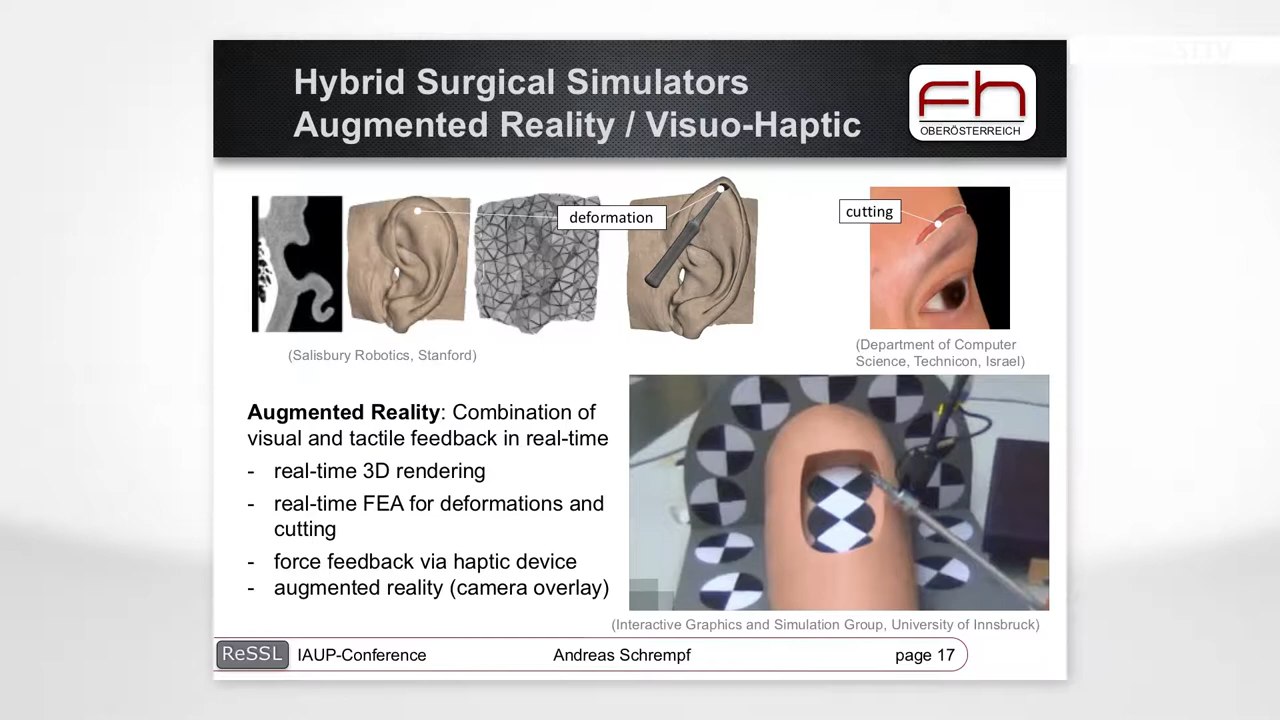 Hybrid Surgical Simulators
Augmented Reality / Visuo-Haptic
Fh
OBERÖSTERREICH
deformation
cutting
(Salisbury Robotics, Stanford)
(Department of Computer
Science, Technicon, Israel)
Augmented Reality: Combination of
visual and tactile feedback in real-time
- real-time 3D rendering
- real-time FEA for deformations and
cutting
- force feedback via haptic device
- augmented reality (camera overlay)
(Interactive Graphics and Simulation Group, University of Innsbruck)
ReSSL IAUP-Conference Andreas Schrempf page 17